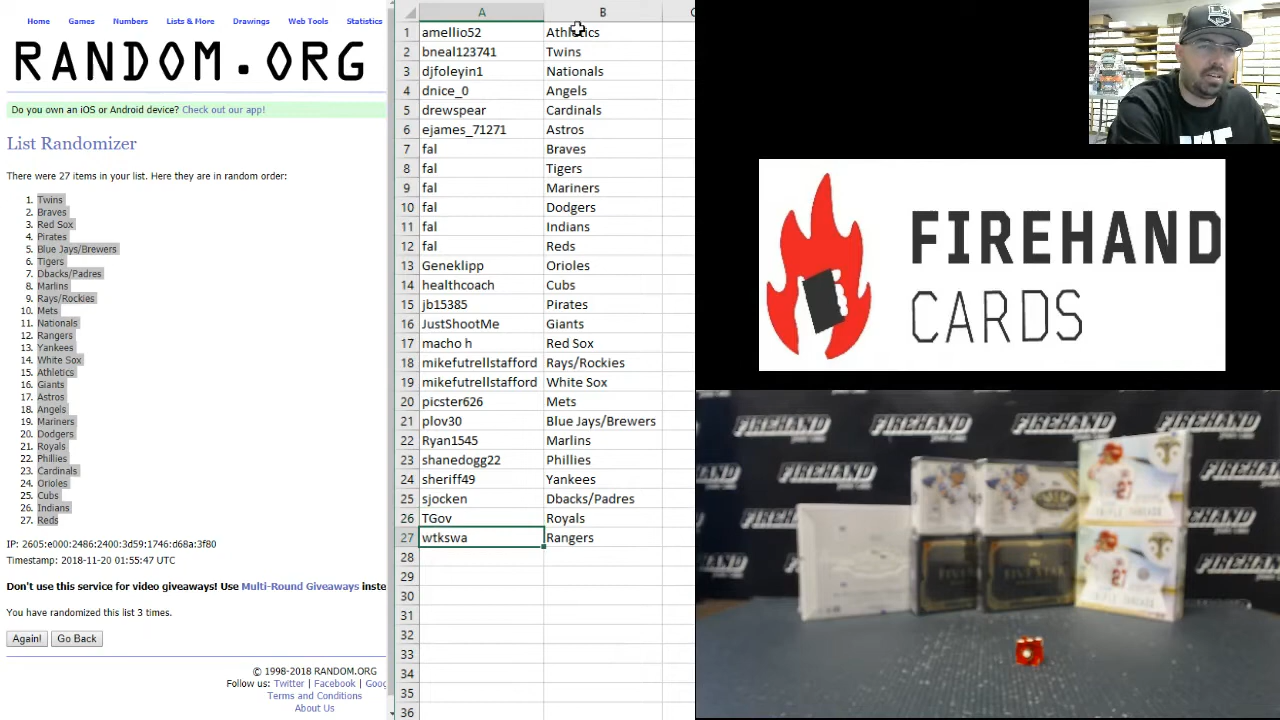 Home Games Numbers Lists & More Drawings Web Tools Statistics
RANDOM.ORG
Do you own an iOS or Android device? Check out our app!
List Randomizer
There were 27 items in your list. Here they are in random order:
1. Twins
2. Braves
3. Red Sox
4. Pirates
5. Blue Jays/Brewers
6. Tigers
7. Dbacks/Padres
8. Marlins
9. Rays/Rockies
10. Mets
11. Nationals
12. Rangers
13. Yankees
14. White Sox
15. Athletics
16. Giants
17. Astros
18. Angels
19. Mariners
20. Dodgers
21. Royals
22. Phillies
23. Cardinals
24. Orioles
25. Cubs
26. Indians
27. Reds
IP: 2605:e000:2486:2400:3d59:1746:d68a:3f80
Timestamp: 2018-11-20 01:55:47 UTC
Don't use this service for video giveaways! Use Multi-Round Giveaways inste
You have randomized this list 3 times.
Again! Go Back
© 1998-2018 RANDOM.ORG
Follow us: Twitter | Facebook | Goog
Terms and Conditions
About Us
A B C
1 amellio52 Athletics
2 bneal123741 Twins
3 djfoleyin1 Nationals
4 dnice_0 Angels
5 drewspear Cardinals
6 ejames_71271 Astros
7 fal Braves
8 fal Tigers
9 fal Mariners
10 fal Dodgers
11 fal Indians
12 fal Reds
13 Geneklipp Orioles
14 healthcoach Cubs
15 jb15385 Pirates
16 JustShootMe Giants
17 macho h Red Sox
18 mikefutrellstafford Rays/Rockies
19 mikefutrellstafford White Sox
20 picster626 Mets
21 plov30 Blue Jays/Brewers
22 Ryan1545 Marlins
23 shanedogg22 Phillies
24 sheriff49 Yankees
25 sjocken Dbacks/Padres
26 TGov Royals
27 wtkswa Rangers
28
29
30
31
32
33
34
35
36
FIREHAND
CARDS
FIREHAND
FIREHAND
FIREHAND
FIREHAND